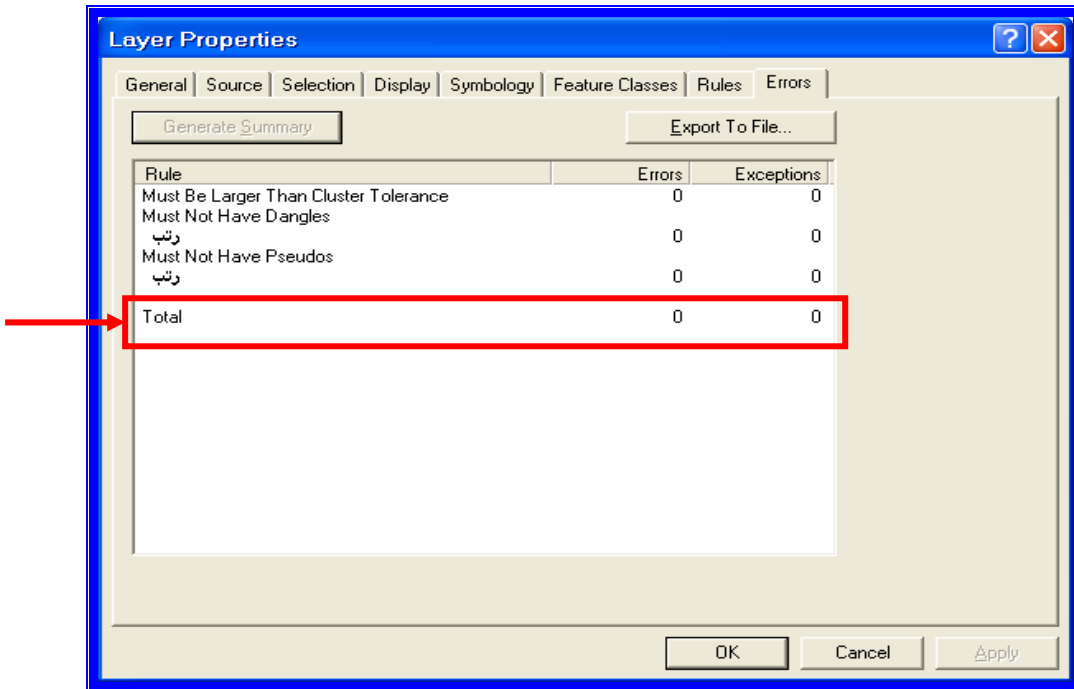 Layer Properties
General Source Selection Display Symbology Feature Classes Rules Errors
Generate Summary Export To File...
Rule Errors Exceptions
Must Be Larger Than Cluster Tolerance 0 0
Must Not Have Dangles
رتب 0 0
Must Not Have Pseudos
رتب 0 0
Total 0 0
OK Cancel Apply